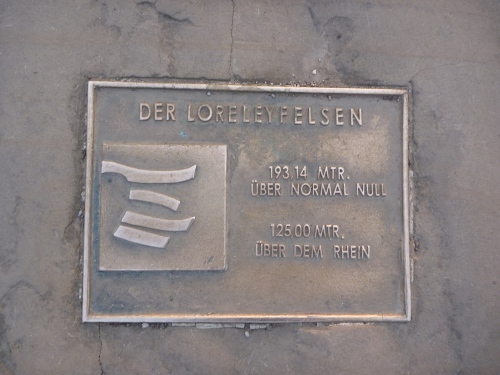 DER LORELEYFELSEN
193,14 MTR.
ÜBER NORMAL NULL
125 00 MTR.
ÜBER DEM RHEIN